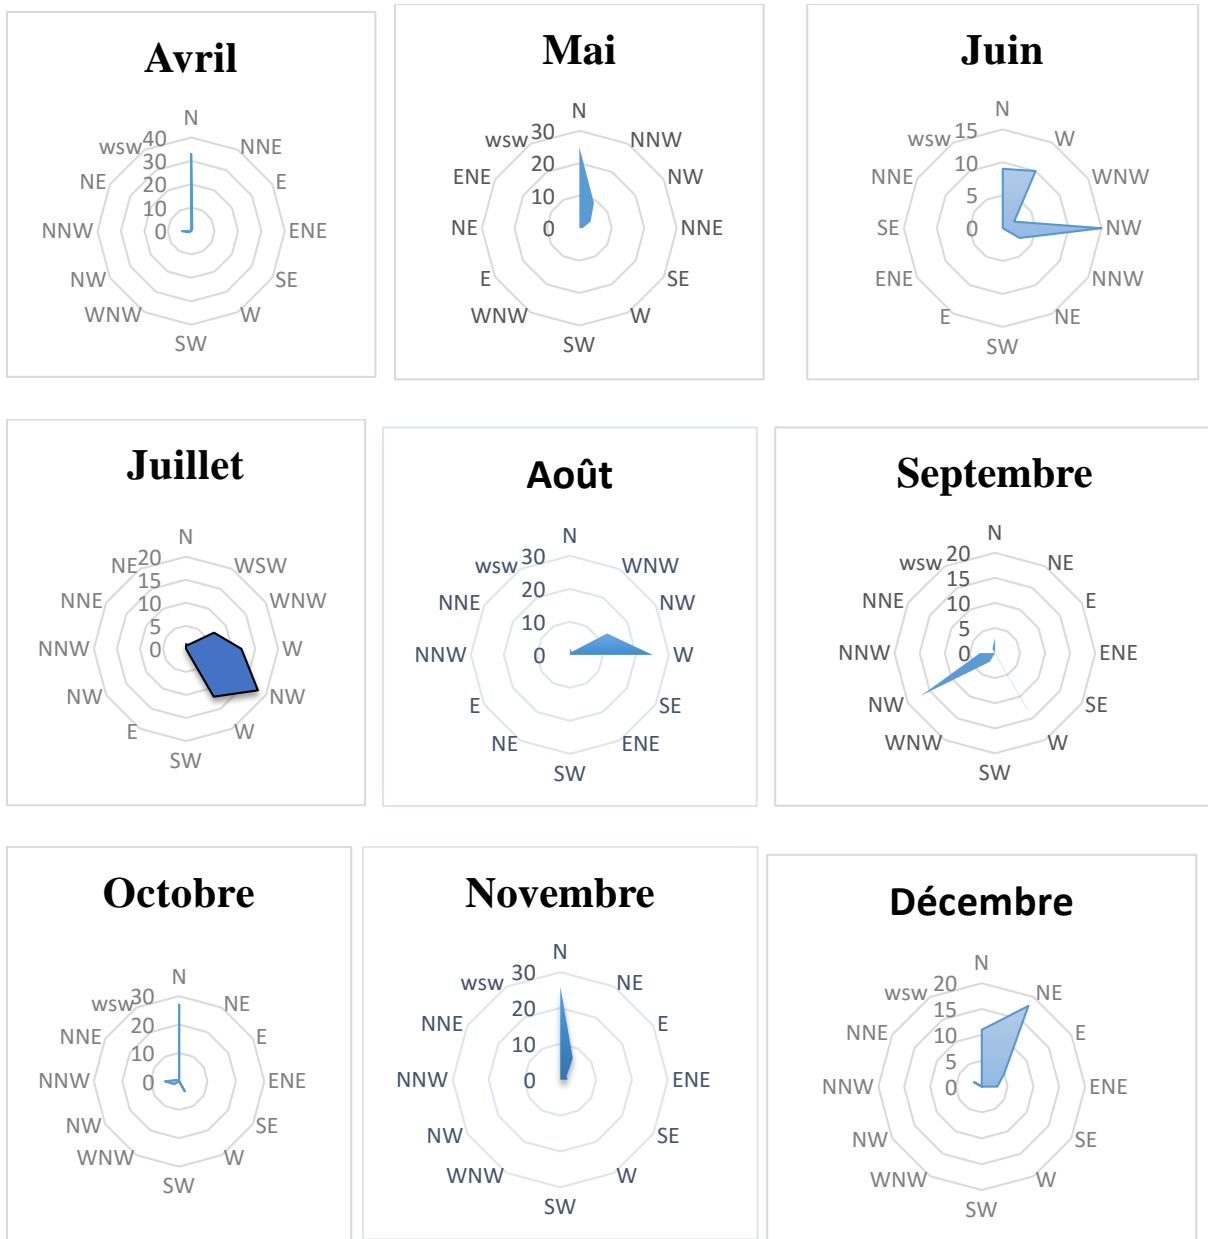 Avril
N
40
wsw
NNE
30
NE
E
20
10
NNW
0
ENE
NW
SE
WNW
W
SW
Mai
N
30
wsw
NNW
20
ENE
NW
10
NE
0
NNE
E
SE
WNW
W
SW
Juin
N
15
wsw
W
10
NNE
WNW
5
SE
0
NW
ENE
NNW
E
NE
SW
Juillet
N
20
NE
WSW
15
NNE
WNW
10
5
NNW
0
W
NW
NW
E
W
SW
Août
N
30
wsw
WNW
20
NNE
NW
10
NNW
0
W
E
SE
NE
ENE
SW
Septembre
N
20
wsw
NE
15
NNE
E
10
5
NNW
0
ENE
NW
SE
WNW
W
SW
Octobre
N
30
wsw
NE
20
NNE
E
10
NNW
0
ENE
NW
SE
WNW
W
SW
Novembre
N
30
wsw
NE
20
NNE
E
10
NNW
0
ENE
NW
SE
WNW
W
SW
Décembre
N
20
wsw
NE
15
NNE
E
10
5
NNW
0
ENE
NW
SE
WNW
W
SW